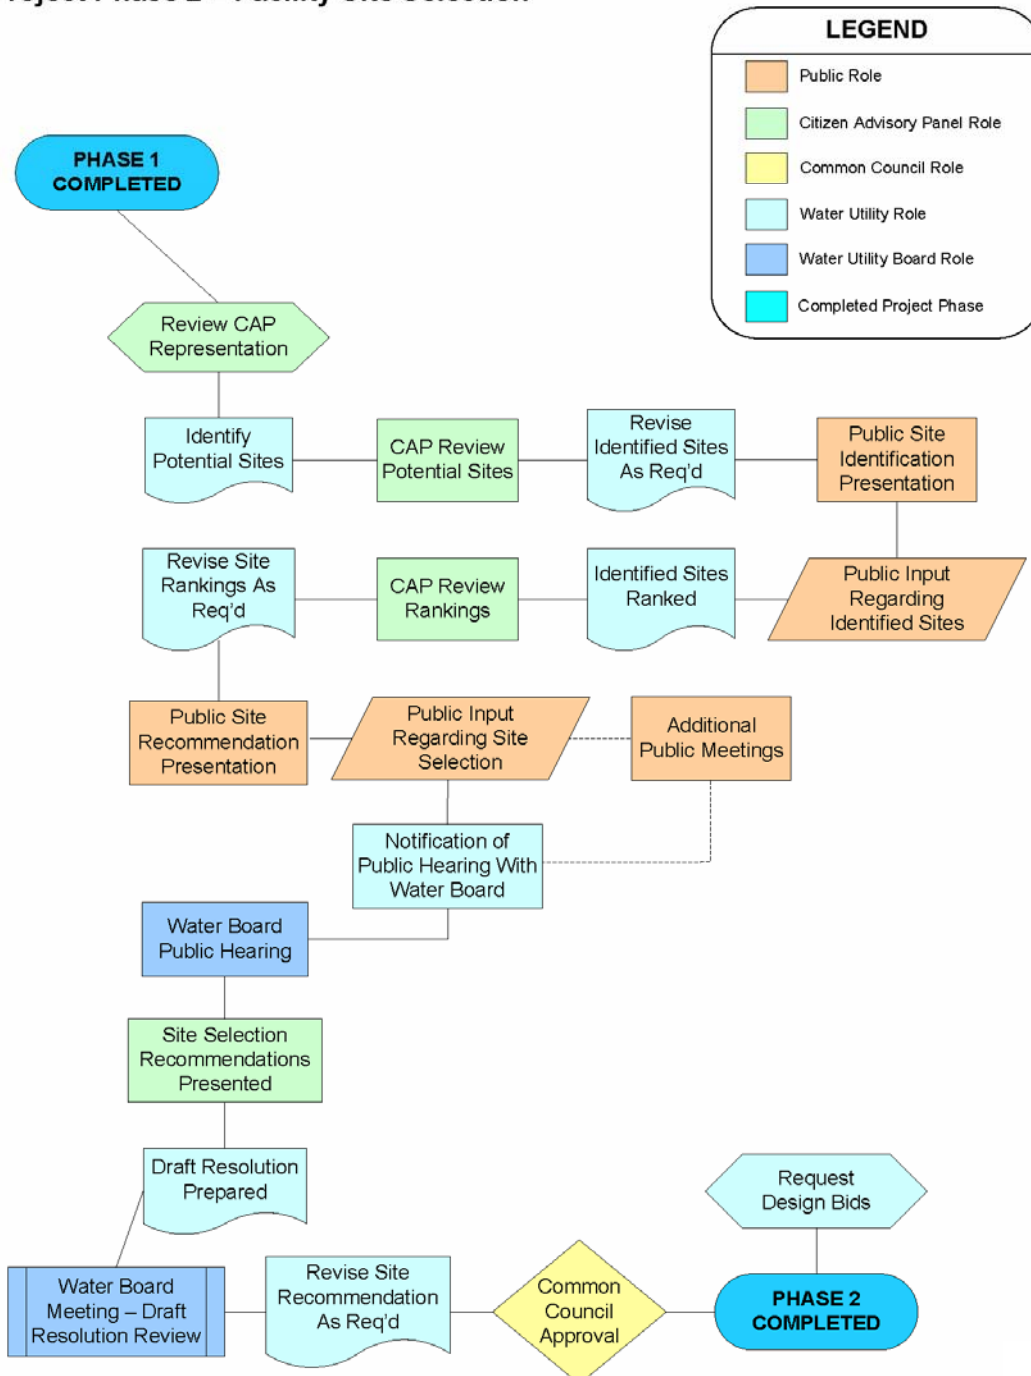 Phase 2 – Facility Site Selection
LEGEND
Public Role
Citizen Advisory Panel Role
Common Council Role
Water Utility Role
Water Utility Board Role
Completed Project Phase
PHASE 1
COMPLETED
Review CAP
Representation
Identify
Potential Sites
CAP Review
Potential Sites
Revise
Identified Sites
As Req'd
Public Site
Identification
Presentation
Public Input
Regarding
Identified Sites
Identified Sites
Ranked
CAP Review
Rankings
Revise Site
Rankings As
Req'd
Public Site
Recommendation
Presentation
Public Input
Regarding Site
Selection
Additional
Public Meetings
Notification of
Public Hearing With
Water Board
Water Board
Public Hearing
Site Selection
Recommendations
Presented
Draft Resolution
Prepared
Water Board
Meeting – Draft
Resolution Review
Revise Site
Recommendation
As Req'd
Common
Council
Approval
PHASE 2
COMPLETED
Request
Design Bids